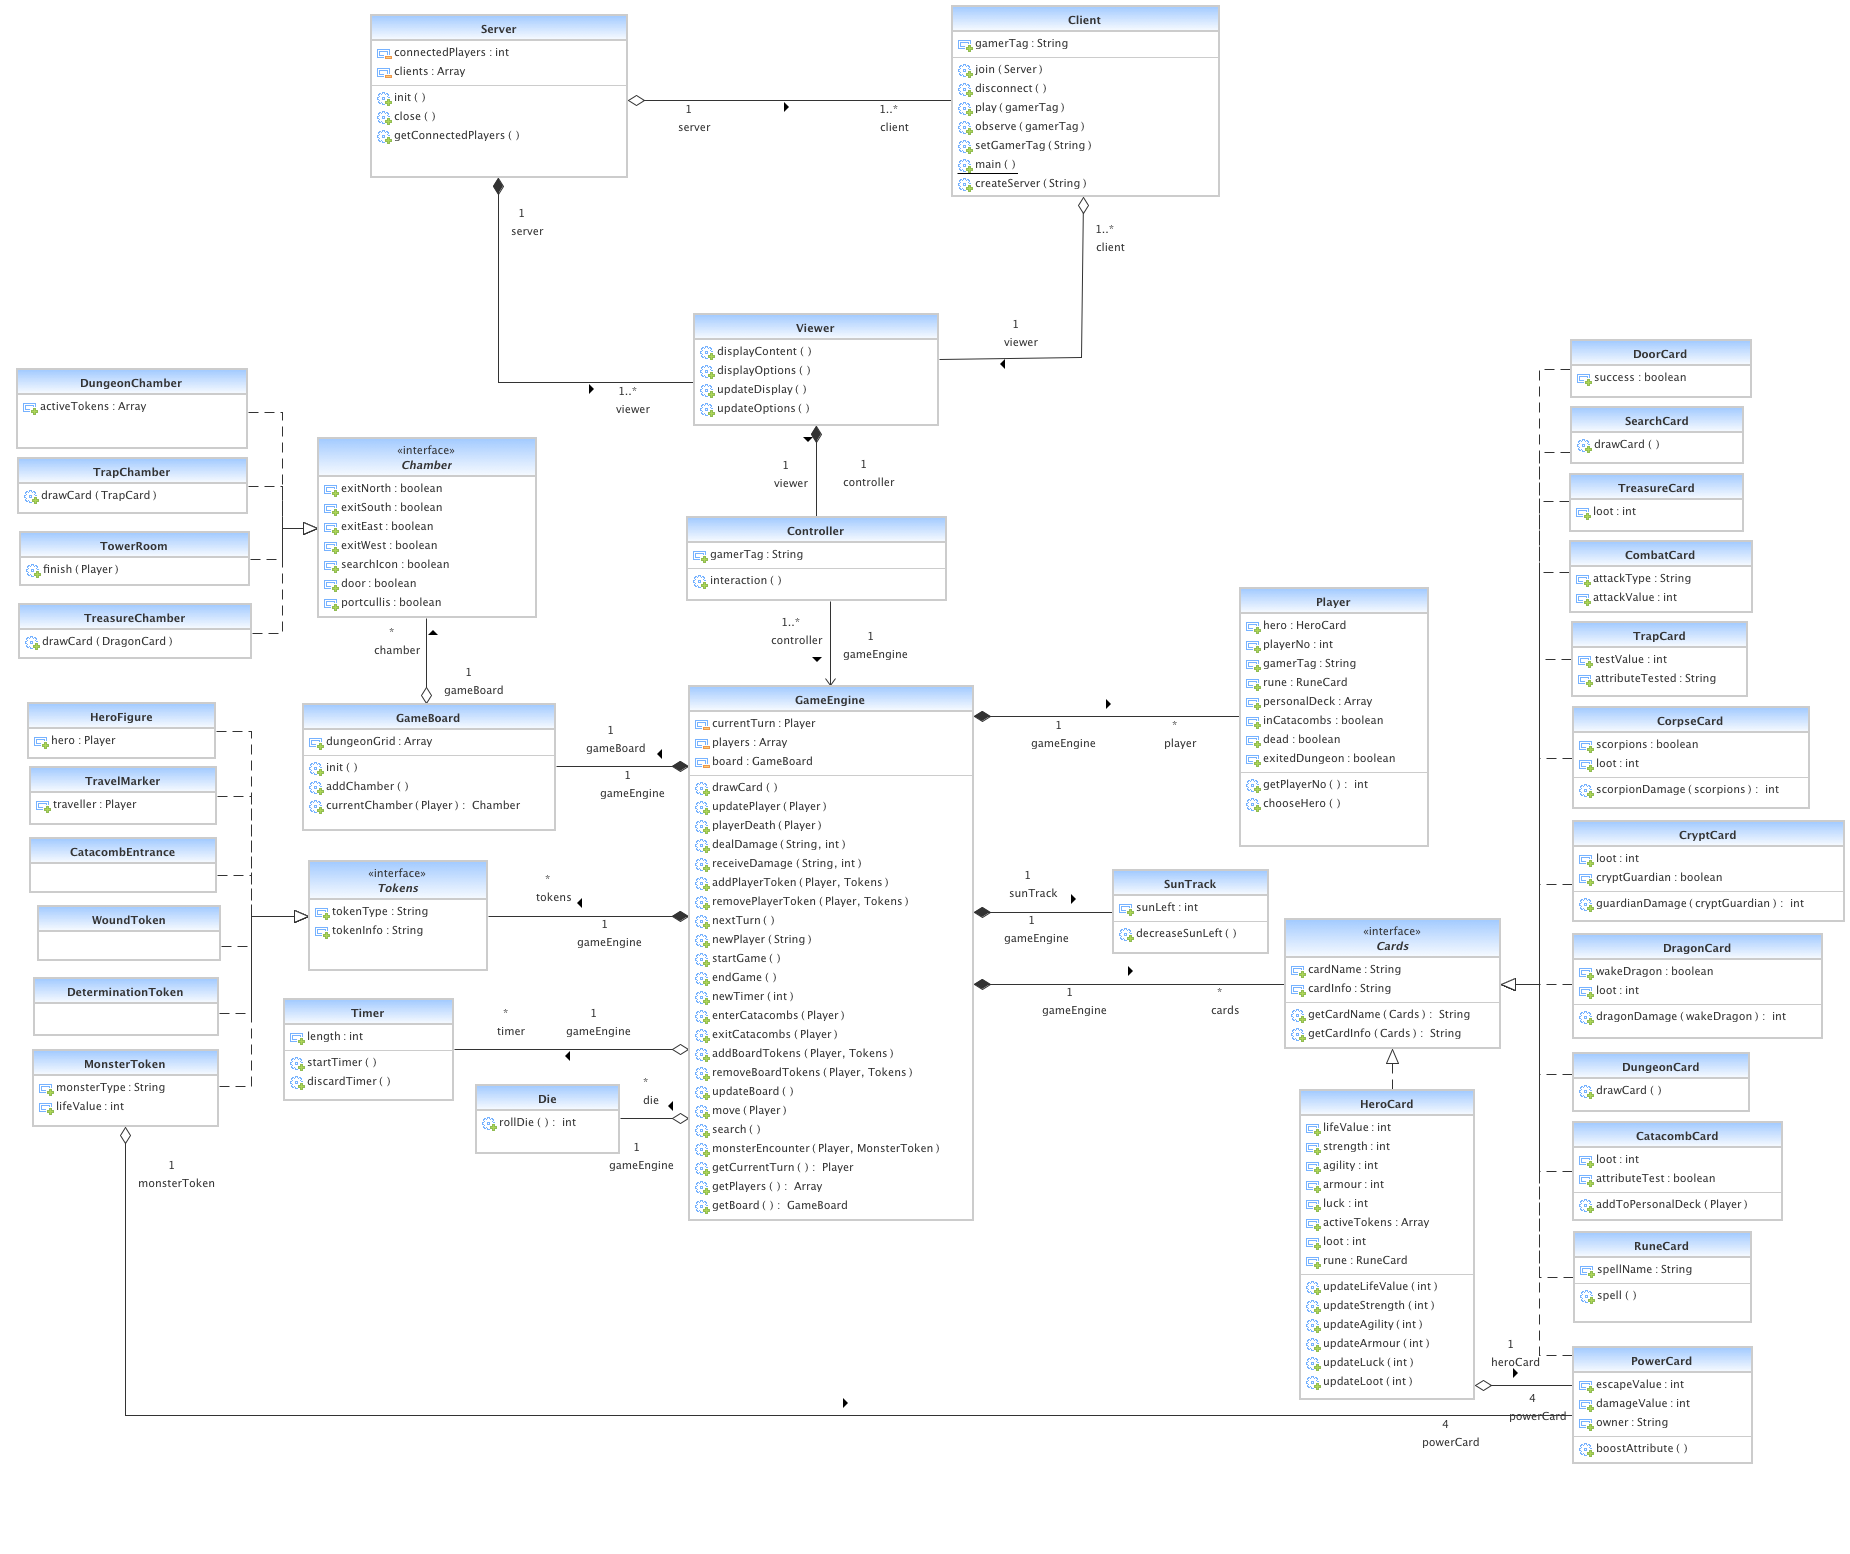 Server
connectedPlayers : int
clients : Array
init ( )
close ( )
getConnectedPlayers ( )
Client
gamerTag : String
join ( Server )
disconnect ( )
play ( gamerTag )
observe ( gamerTag )
setGamerTag ( String )
main ( )
createServer ( String )
1
server
1..*
client
1
server
1..*
client
1
viewer
1..*
viewer
Viewer
displayContent ( )
displayOptions ( )
updateDisplay ( )
updateOptions ( )
1
viewer
1
controller
Controller
gamerTag : String
interaction ( )
1..*
controller
1
gameEngine
DungeonChamber
activeTokens : Array
TrapChamber
drawCard ( TrapCard )
TowerRoom
finish ( Player )
TreasureChamber
drawCard ( DragonCard )
«interface»
Chamber
exitNorth : boolean
exitSouth : boolean
exitEast : boolean
exitWest : boolean
searchIcon : boolean
door : boolean
portcullis : boolean
*
chamber
1
gameBoard
GameBoard
dungeonGrid : Array
init ( )
addChamber ( )
currentChamber ( Player ) : Chamber
1
gameBoard
1
gameEngine
HeroFigure
hero : Player
TravelMarker
traveller : Player
CatacombEntrance
WoundToken
DeterminationToken
MonsterToken
monsterType : String
lifeValue : int
1
monsterToken
«interface»
Tokens
tokenType : String
tokenInfo : String
*
tokens
1
gameEngine
Timer
length : int
startTimer ( )
discardTimer ( )
*
timer
1
gameEngine
Die
rollDie ( ) : int
*
die
1
gameEngine
GameEngine
currentTurn : Player
players : Array
board : GameBoard
drawCard ( )
updatePlayer ( Player )
playerDeath ( Player )
dealDamage ( String, int )
receiveDamage ( String, int )
addPlayerToken ( Player, Tokens )
removePlayerToken ( Player, Tokens )
nextTurn ( )
newPlayer ( String )
startGame ( )
endGame ( )
newTimer ( int )
enterCatacombs ( Player )
exitCatacombs ( Player )
addBoardTokens ( Player, Tokens )
removeBoardTokens ( Player, Tokens )
updateBoard ( )
move ( Player )
search ( )
monsterEncounter ( Player, MonsterToken )
getCurrentTurn ( ) : Player
getPlayers ( ) : Array
getBoard ( ) : GameBoard
1
gameEngine
*
player
Player
hero : HeroCard
playerNo : int
gamerTag : String
rune : RuneCard
personalDeck : Array
inCatacombs : boolean
dead : boolean
exitedDungeon : boolean
getPlayerNo ( ) : int
chooseHero ( )
1
sunTrack
1
gameEngine
SunTrack
sunLeft : int
decreaseSunLeft ( )
1
gameEngine
*
cards
«interface»
Cards
cardName : String
cardInfo : String
getCardName ( Cards ) : String
getCardInfo ( Cards ) : String
HeroCard
lifeValue : int
strength : int
agility : int
armour : int
luck : int
activeTokens : Array
loot : int
rune : RuneCard
updateLifeValue ( int )
updateStrength ( int )
updateAgility ( int )
updateArmour ( int )
updateLuck ( int )
updateLoot ( int )
1
heroCard
4
powerCard
4
powerCard
DoorCard
success : boolean
SearchCard
drawCard ( )
TreasureCard
loot : int
CombatCard
attackType : String
attackValue : int
TrapCard
testValue : int
attributeTested : String
CorpseCard
scorpions : boolean
loot : int
scorpionDamage ( scorpions ) : int
CryptCard
loot : int
cryptGuardian : boolean
guardianDamage ( cryptGuardian ) : int
DragonCard
wakeDragon : boolean
loot : int
dragonDamage ( wakeDragon ) : int
DungeonCard
drawCard ( )
CatacombCard
loot : int
attributeTest : boolean
addToPersonalDeck ( Player )
RuneCard
spellName : String
spell ( )
PowerCard
escapeValue : int
damageValue : int
owner : String
boostAttribute ( )